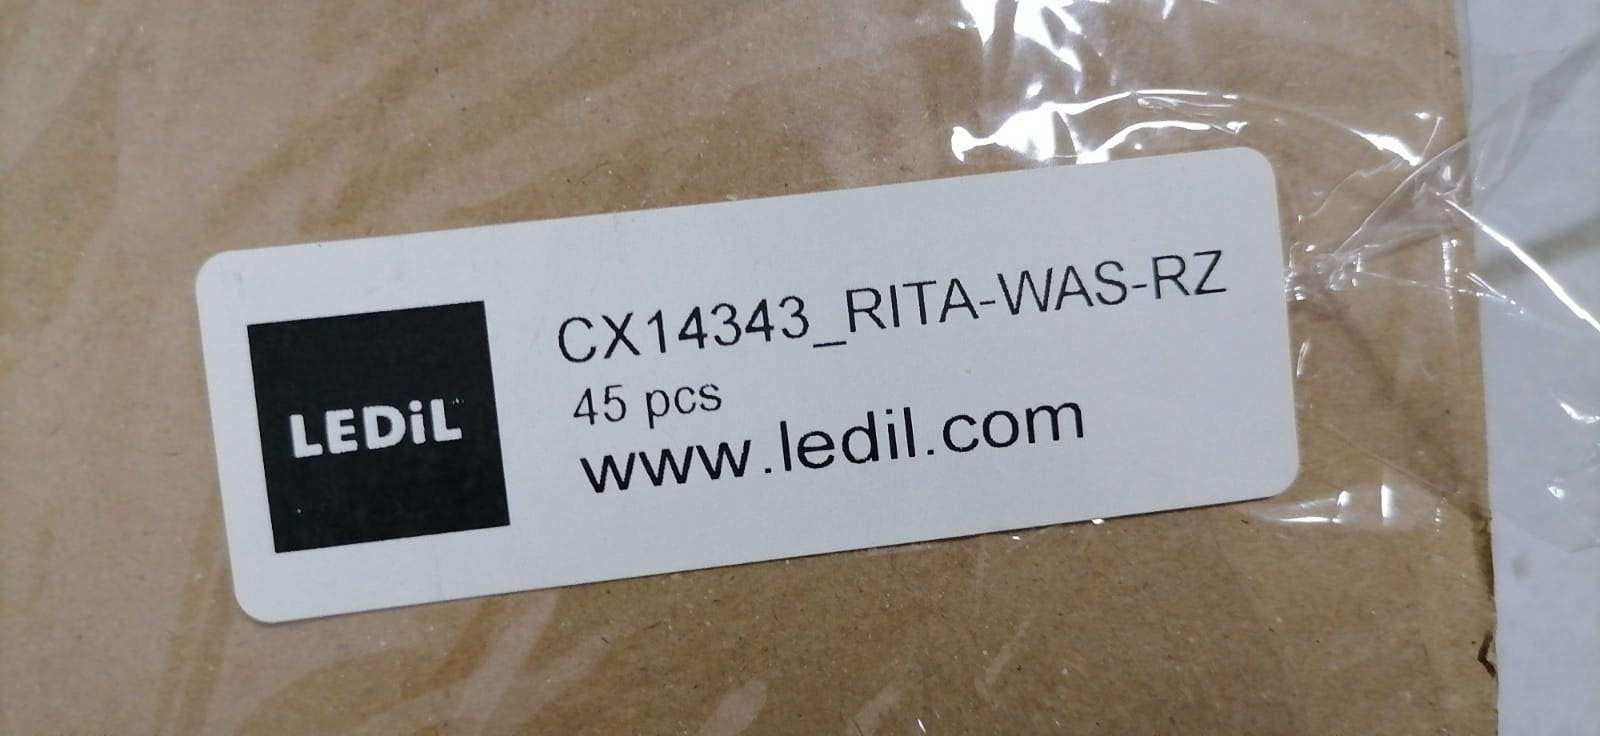 LEDiL
CX14343_RITA-WAS-RZ
45 pcs
www.ledil.com